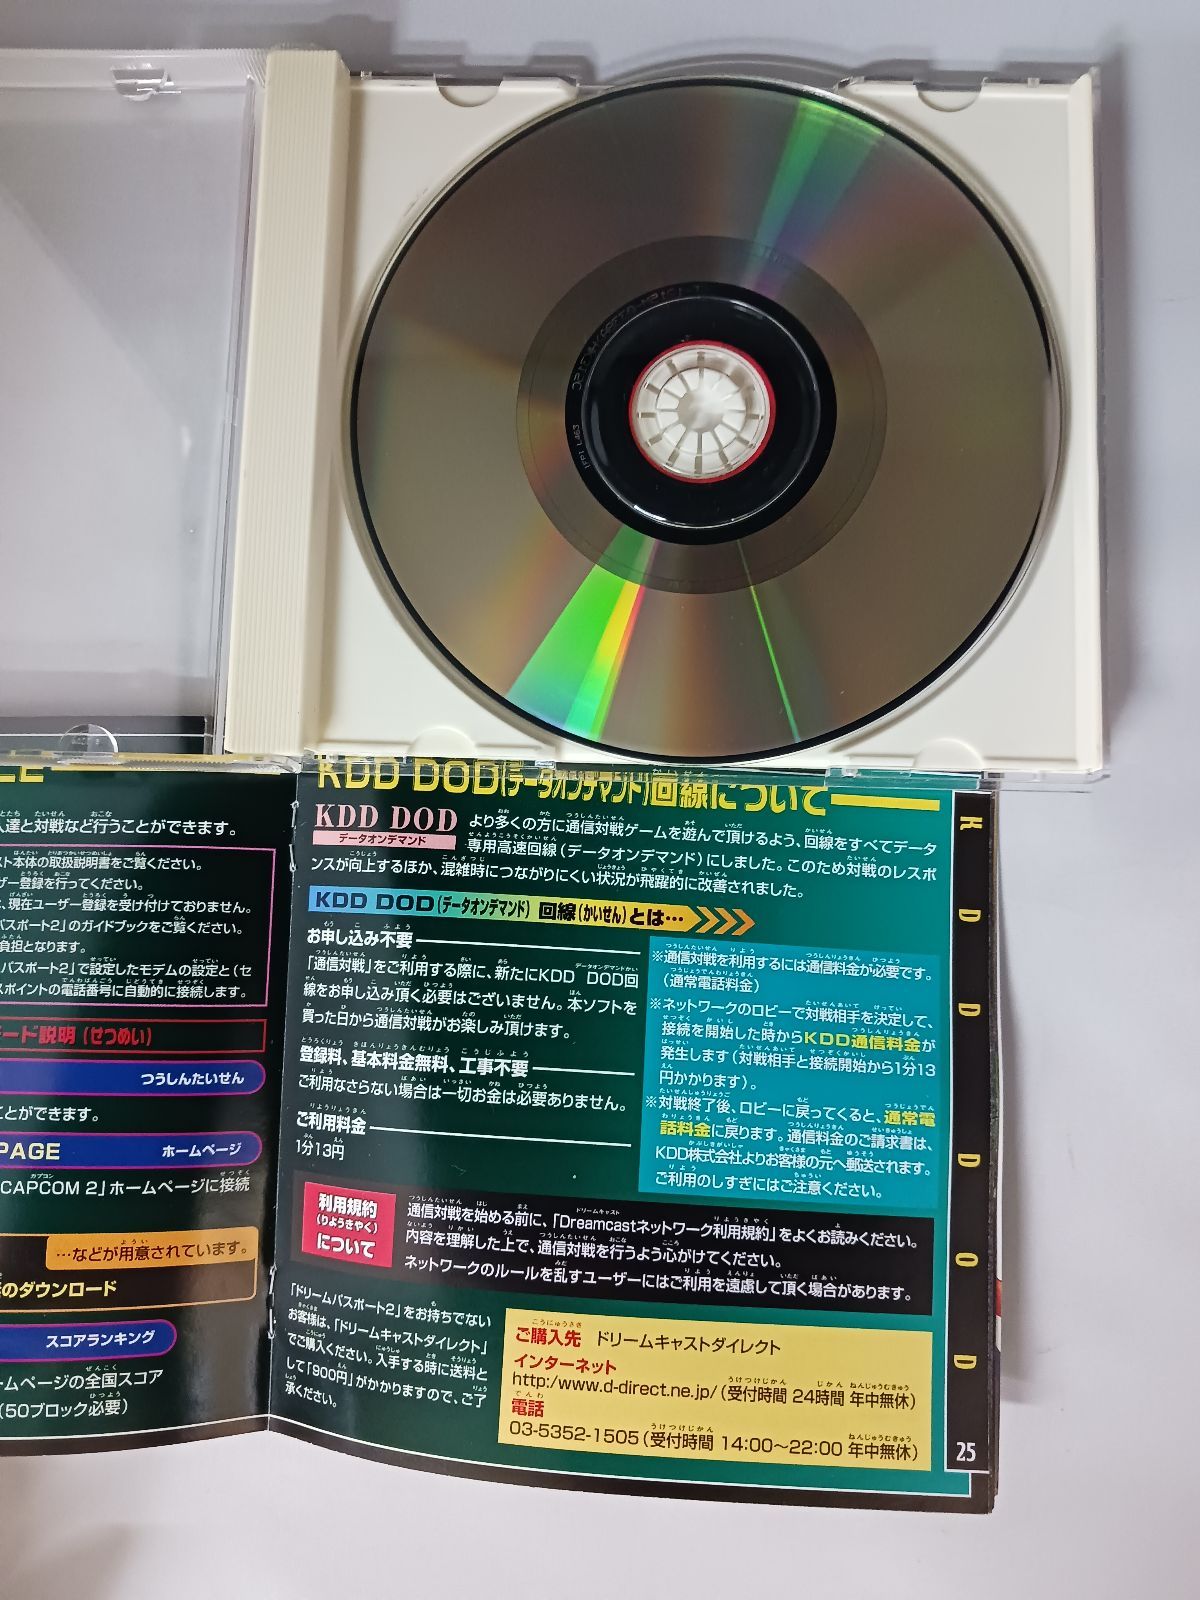 IFPI L463
KDD DOD(データオンデマンド)回線について
KDD DOD
データオンデマンド
より多くの方に通信対戦ゲームを遊んで頂けるよう、回線をすべてデータ
専用高速回線(データオンデマンド)にしました。このため対戦のレスポ
ンスが向上するほか、混雑時につながりにくい状況が飛躍的に改善されました。
KDD DOD(データオンデマンド) 回線(かいせん)とは…
お申し込み不要
「通信対戦」をご利用する際に、新たにKDD DOD回
線をお申し込み頂く必要はございません。本ソフトを
買った日から通信対戦がお楽しみ頂けます。
登録料、基本料金無料、工事不要
ご利用なさらない場合は一切お金は必要ありません。
ご利用料金
1分13円
※通信対戦を利用するには通信料金が必要です。
(通常電話料金)
※ネットワークのロビーで対戦相手を決定して、
接続を開始した時からKDD通信料金が
発生します(対戦相手と接続開始から1分13
円かかります)。
※対戦終了後、ロビーに戻ってくると、通常電
話料金に戻ります。通信料金のご請求書は、
KDD株式会社よりお客様の元へ郵送されます。
ご利用のしすぎにはご注意ください。
利用規約
(りようきやく)
について
通信対戦を始める前に、「Dreamcastネットワーク利用規約」をよくお読みください。
内容を理解した上で、通信対戦を行うよう心がけてください。
ネットワークのルールを乱すユーザーにはご利用を遠慮して頂く場合があります。
「ドリームパスポート2」をお持ちでない
お客様は、「ドリームキャストダイレクト」
でご購入ください。入手する時に送料と
して「900円」がかかりますので、ご了
承ください。
ご購入先 ドリームキャストダイレクト
インターネット
http:/www.d-direct.ne.jp/(受付時間 24時間 年中無休)
電話
03-5352-1505(受付時間 14:00〜22:00 年中無休)
K
D
D
D
O
D
25
人達と対戦など行うことができます。
スト本体の取扱説明書をご覧ください。
ザー登録を行ってください。
、現在ユーザー登録を受け付けておりません。
パスポート2」のガイドブックをご覧ください。
負担となります。
パスポート2」で設定したモデムの設定と(セ
スポイントの電話番号に自動的に接続します。
ード説明(せつめい)
つうしんたいせん
ことができます。
PAGE ホームページ
CAPCOM 2」ホームページに接続
…などが用意されています。
のダウンロード
スコアランキング
ームページの全国スコア
(50ブロック必要)